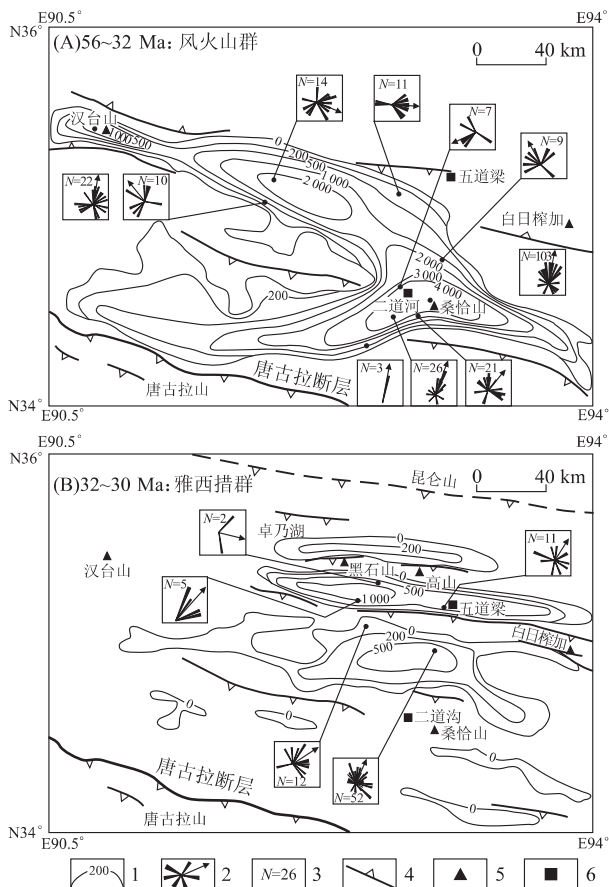 E90.5° E94°
N36°
(A)56~32 Ma:风火山群
0 40 km
N=14
N=11
N=7
N=9
汉台山
1000 500
0 200 500 1 000
2 000
五道梁
N=22
N=10
白日榨加
2 000
3 000
4 000
N=103
200
二道河
桑恰山
N=3
N=26
N=21
唐古拉断层
唐古拉山
N34°
E90.5° E94°
E90.5° E94°
N36°
(B)32~30 Ma:雅西措群
昆仑山
0 40 km
N=2
卓乃湖
0
200
N=11
汉台山
黑石山
0
500
高山
N=5
1 000
五道梁
0
200
500
白日榨加
0
0
二道沟
桑恰山
N=12
N=52
0
0
唐古拉断层
唐古拉山
N34°
E90.5° E94°
200 1 2 N=26 3 4 5 6